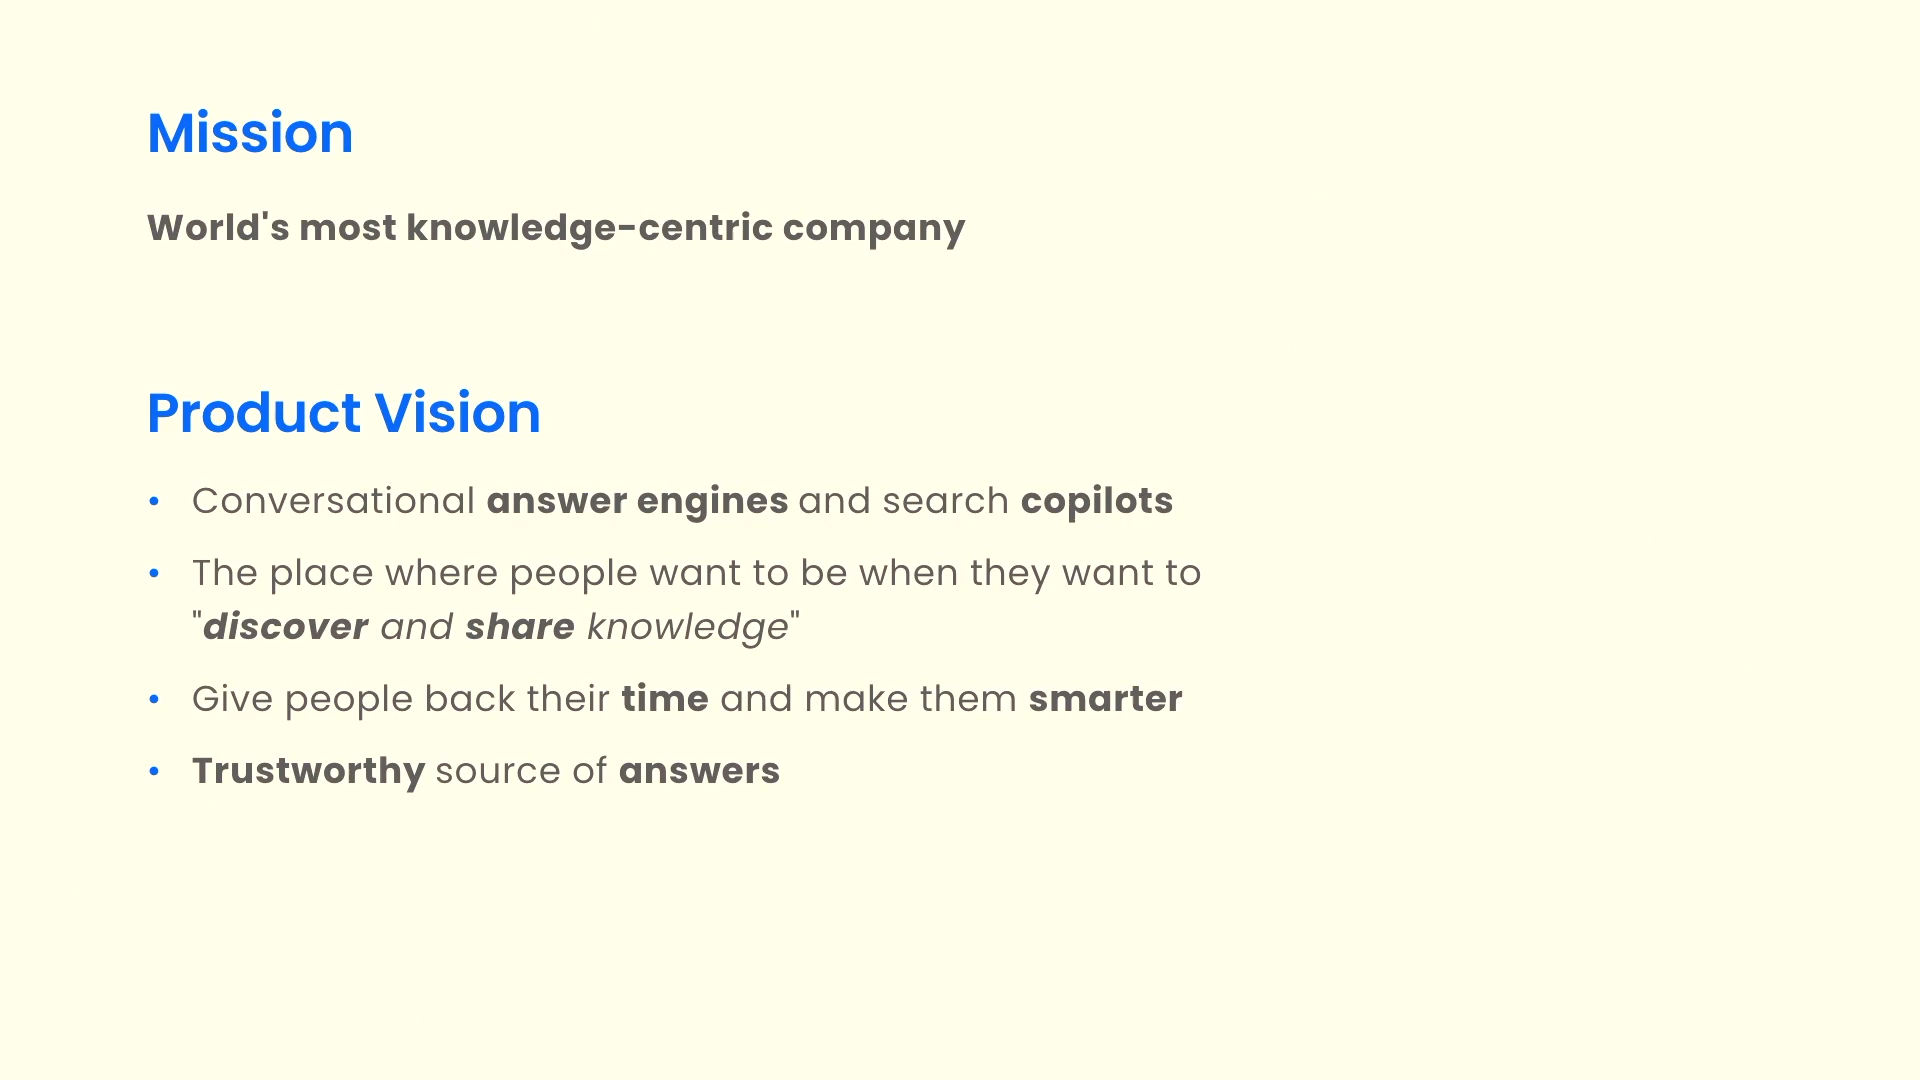 Mission
World's most knowledge-centric company
Product Vision
• Conversational answer engines and search copilots
• The place where people want to be when they want to
"discover and share knowledge"
• Give people back their time and make them smarter
• Trustworthy source of answers